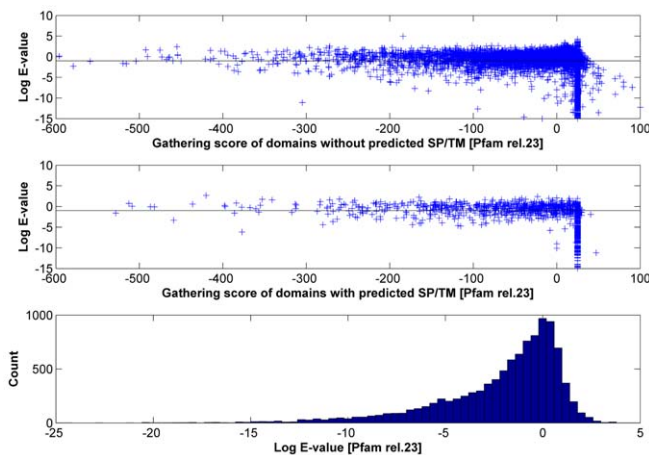 10
5
0
-5
-10
-15
Log E-value
-600 -500 -400 -300 -200 -100 0 100
Gathering score of domains without predicted SP/TM [Pfam rel.23]
10
5
0
-5
-10
-15
Log E-value
-600 -500 -400 -300 -200 -100 0 100
Gathering score of domains with predicted SP/TM [Pfam rel.23]
1000
500
0
Count
-25 -20 -15 -10 -5 0 5
Log E-value [Pfam rel.23]